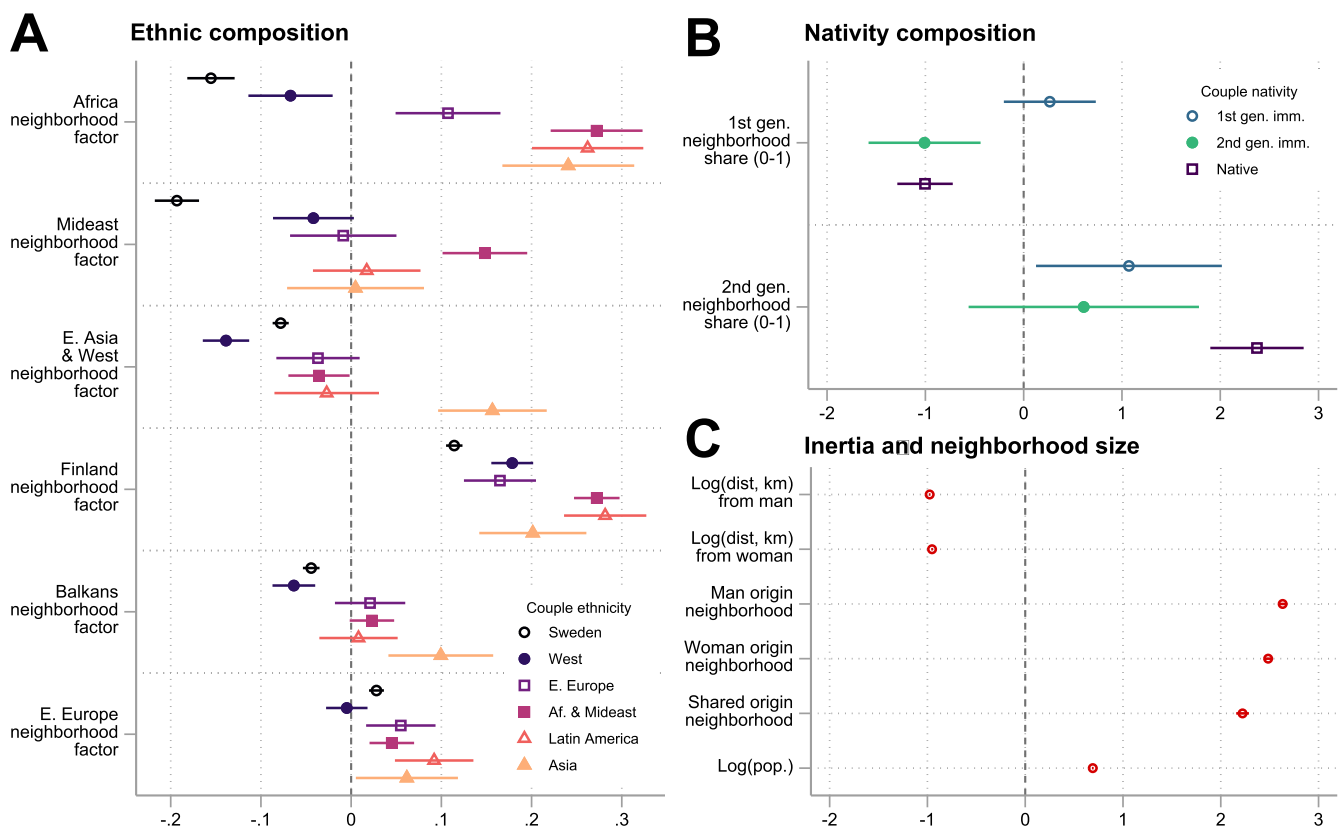 A
Ethnic composition
Africa
neighborhood
factor
Mideast
neighborhood
factor
E. Asia
& West
neighborhood
factor
Finland
neighborhood
factor
Balkans
neighborhood
factor
E. Europe
neighborhood
factor
Couple ethnicity
Sweden
West
E. Europe
Af. & Mideast
Latin America
Asia
-.2 -.1 0 .1 .2 .3
B
Nativity composition
1st gen.
neighborhood
share (0-1)
2nd gen.
neighborhood
share (0-1)
Couple nativity
1st gen. imm.
2nd gen. imm.
Native
-2 -1 0 1 2 3
C
Inertia and neighborhood size
Log(dist, km)
from man
Log(dist, km)
from woman
Man origin
neighborhood
Woman origin
neighborhood
Shared origin
neighborhood
Log(pop.)
-2 -1 0 1 2 3